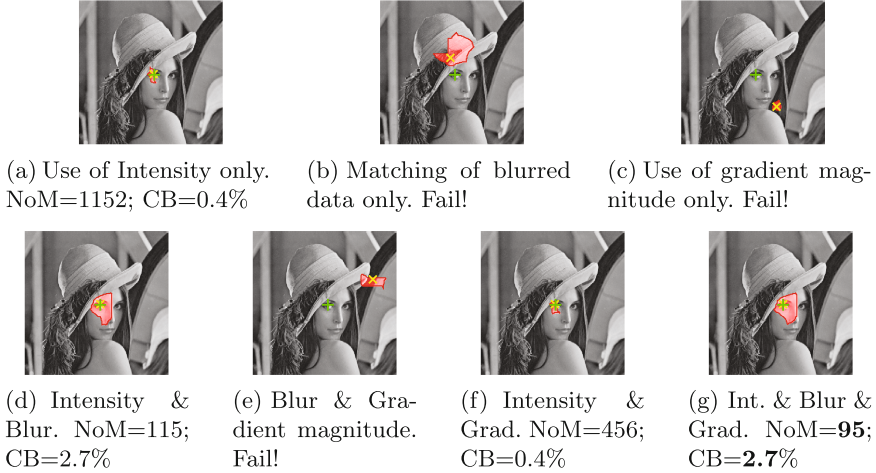 (a) Use of Intensity only.
NoM=1152; CB=0.4%
(b) Matching of blurred
data only. Fail!
(c) Use of gradient mag-
nitude only. Fail!
(d) Intensity &
Blur. NoM=115;
CB=2.7%
(e) Blur & Gra-
dient magnitude.
Fail!
(f) Intensity &
Grad. NoM=456;
CB=0.4%
(g) Int. & Blur &
Grad. NoM=95;
CB=2.7%